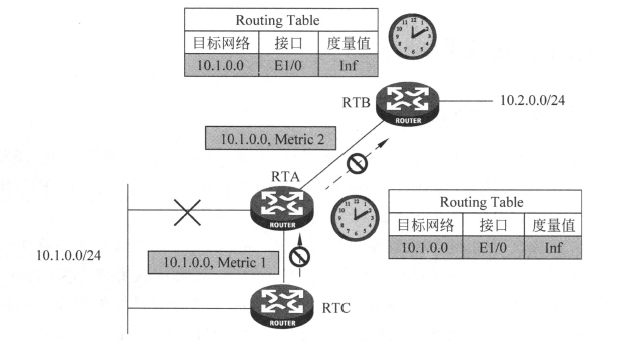 Routing Table
目标网络 接口 度量值
10.1.0.0 E1/0 Inf
RTB
ROUTER
10.2.0.0/24
10.1.0.0, Metric 2
RTA
ROUTER
Routing Table
目标网络 接口 度量值
10.1.0.0 E1/0 Inf
10.1.0.0/24
10.1.0.0, Metric 1
RTC
ROUTER